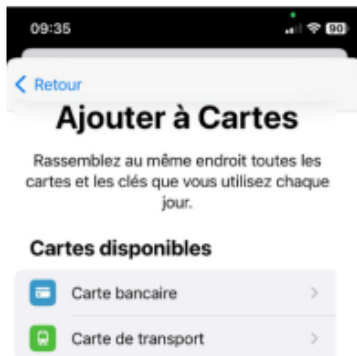 09:35
90
Retour
Ajouter à Cartes
Rassemblez au même endroit toutes les
cartes et les clés que vous utilisez chaque
jour.
Cartes disponibles
Carte bancaire
Carte de transport